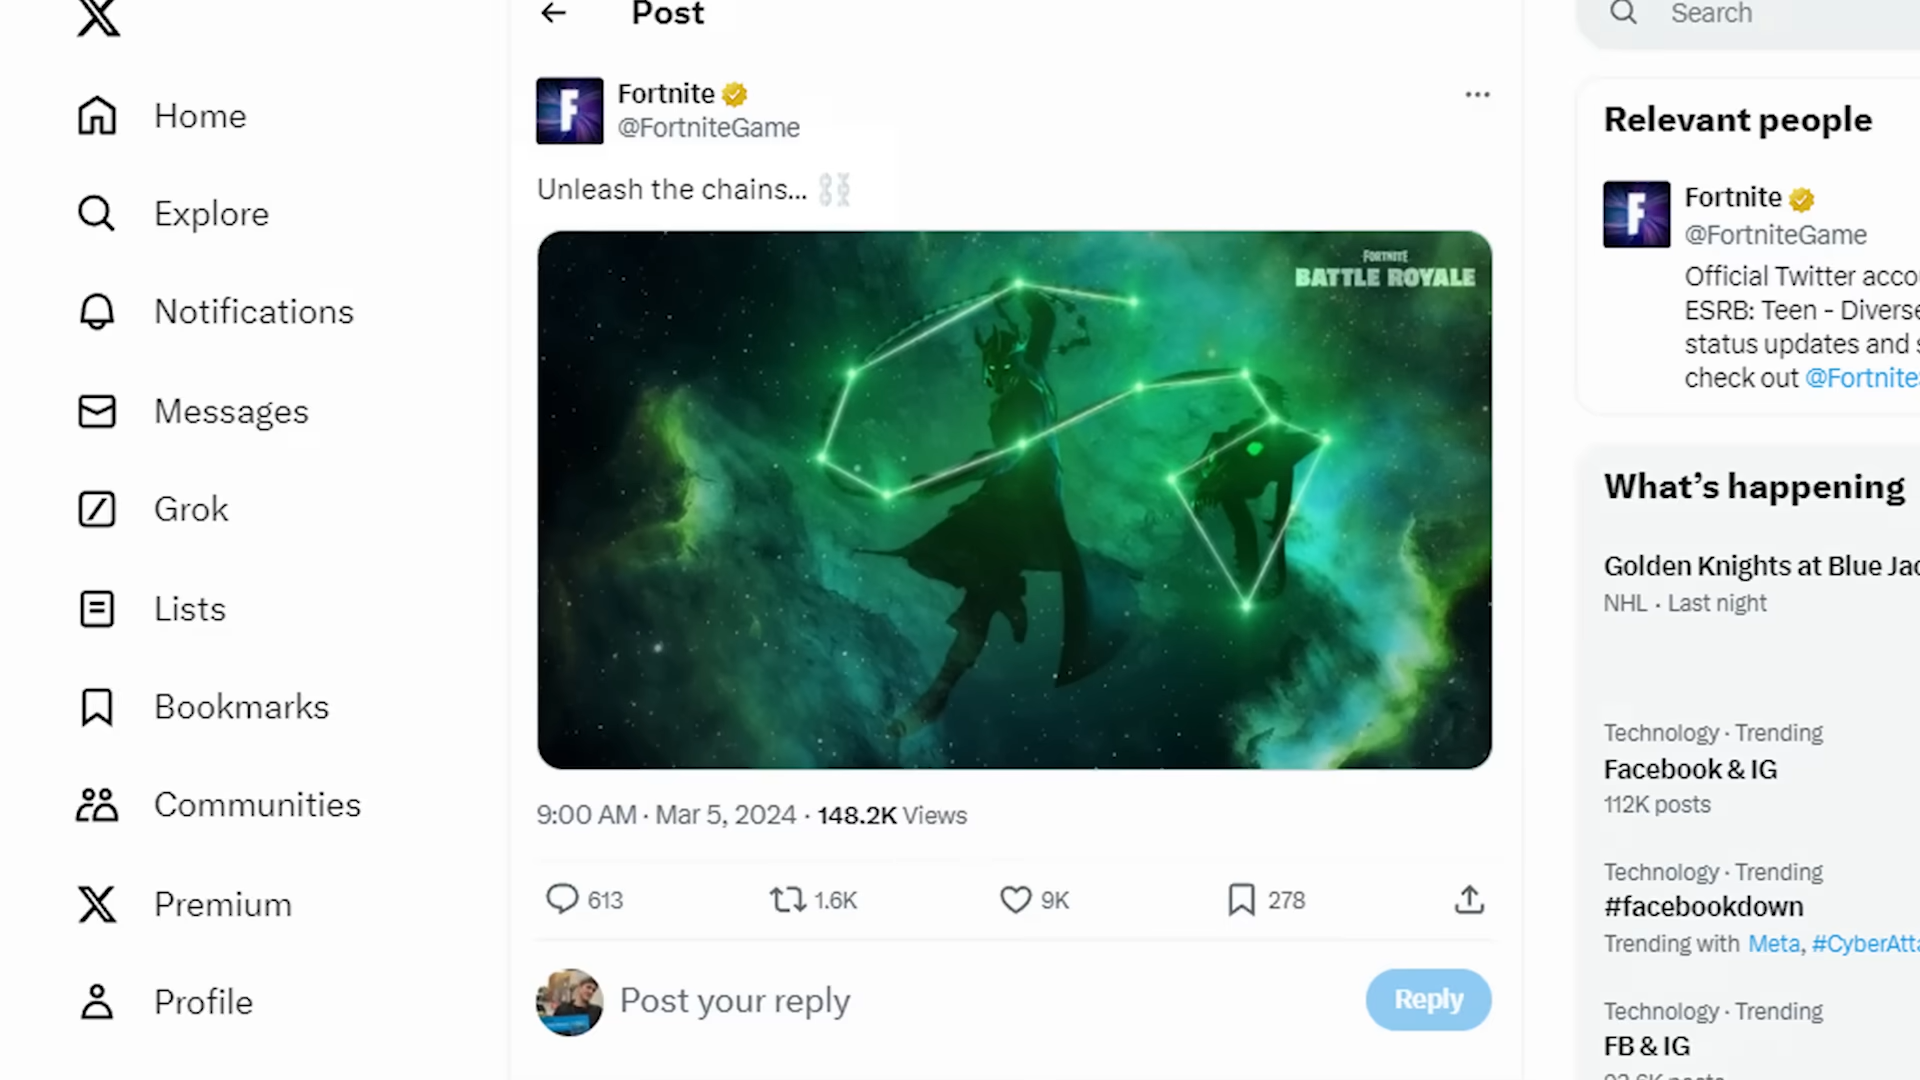 Post
Search
Home
Explore
Notifications
Messages
Grok
Lists
Bookmarks
Communities
Premium
Profile
Fortnite
@FortniteGame
Unleash the chains...
FORTNITE
BATTLE ROYALE
9:00 AM · Mar 5, 2024 · 148.2K Views
613 1.6K 9K 278
Post your reply
Reply
Relevant people
Fortnite
@FortniteGame
Official Twitter acco
ESRB: Teen - Diverse
status updates and s
check out @Fortnite
What's happening
Golden Knights at Blue Jac
NHL · Last night
Technology · Trending
Facebook & IG
112K posts
Technology · Trending
#facebookdown
Trending with Meta, #CyberAtta
Technology · Trending
FB & IG